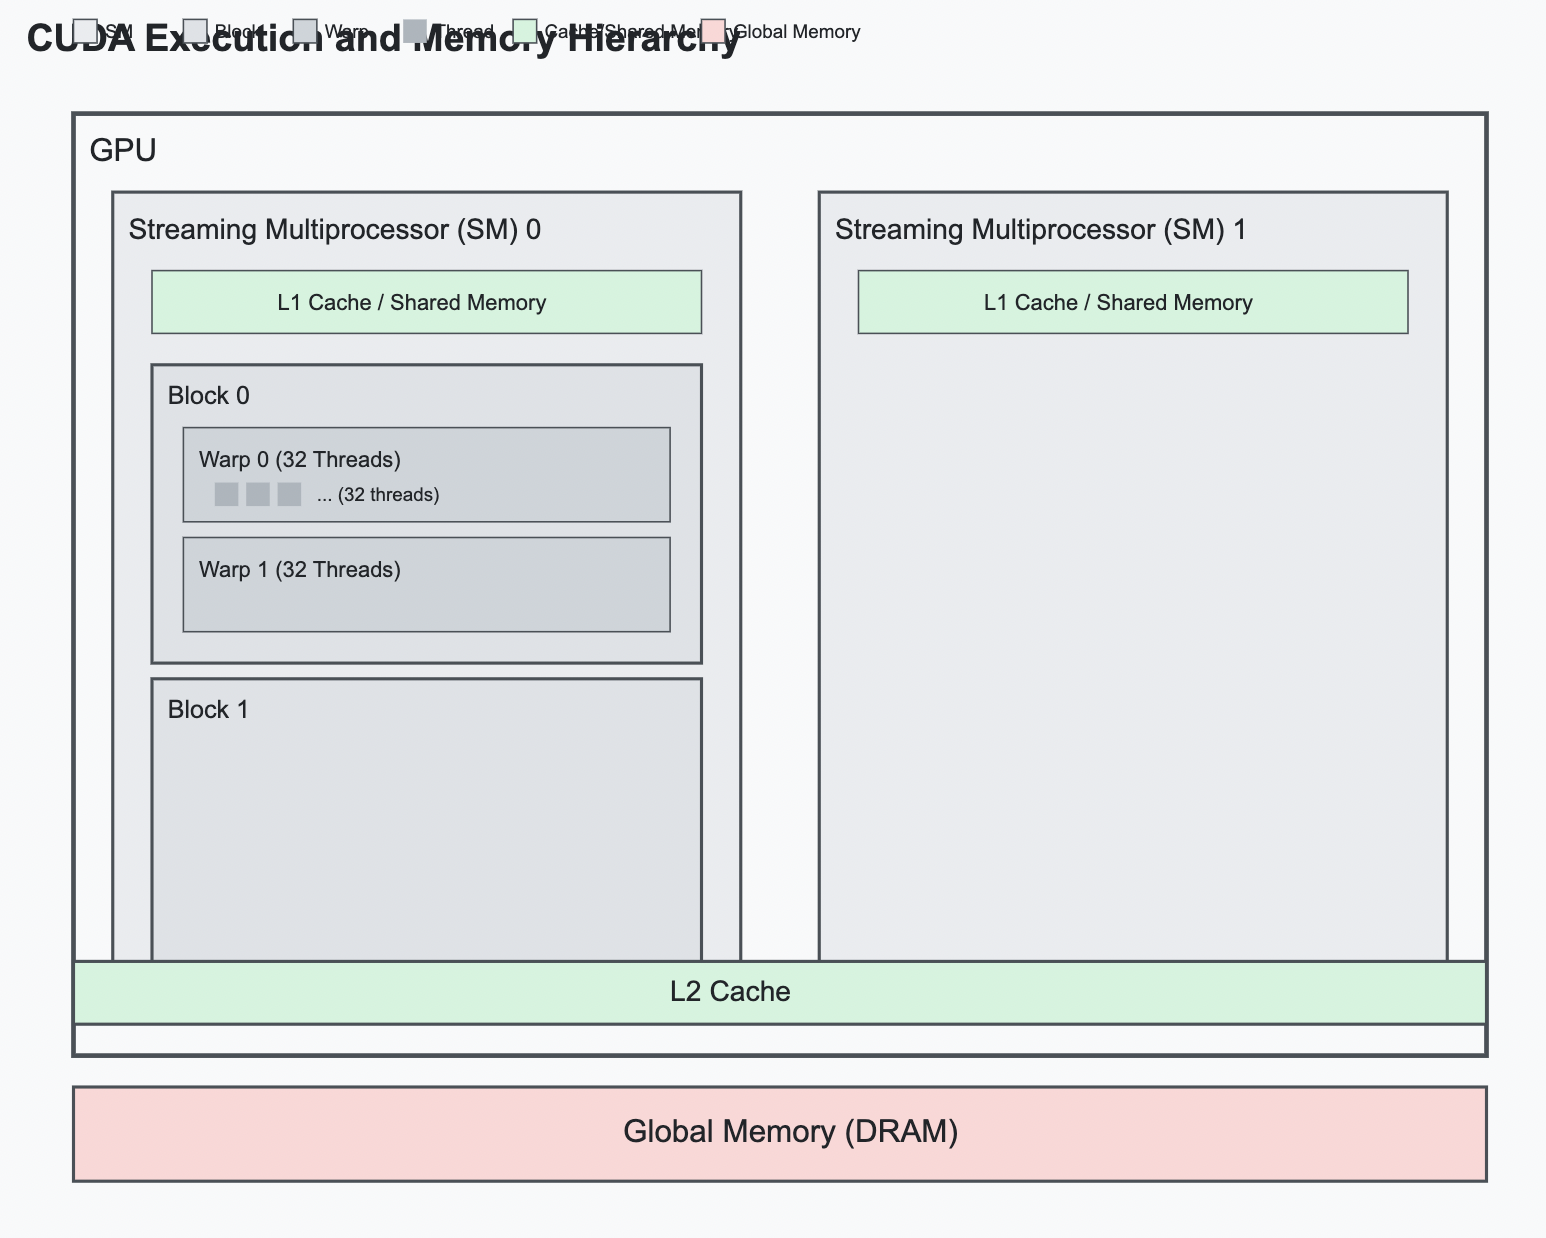 CUDA Execution and Memory Hierarchy
SM
Block
Warp
Thread
Cache/Shared Memory
Global Memory
GPU
Streaming Multiprocessor (SM) 0
Streaming Multiprocessor (SM) 1
L1 Cache / Shared Memory
L1 Cache / Shared Memory
Block 0
Warp 0 (32 Threads)
... (32 threads)
Warp 1 (32 Threads)
Block 1
L2 Cache
Global Memory (DRAM)